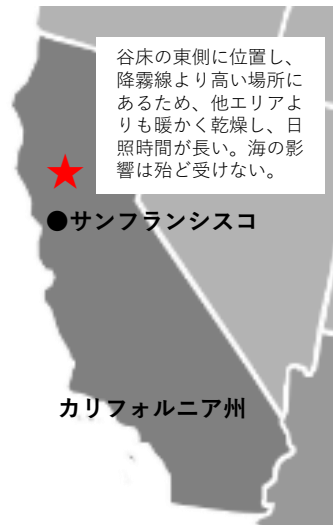 谷床の東側に位置し、
降霧線より高い場所に
あるため、他エリアよ
りも暖かく乾燥し、日
照時間が長い。海の影
響は殆ど受けない。
●サンフランシスコ
カリフォルニア州